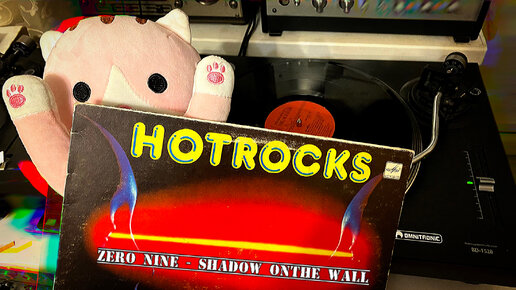 HOTROCKS
ZERO NINE - SHADOW ONTHE WALL
OMNITRONIC